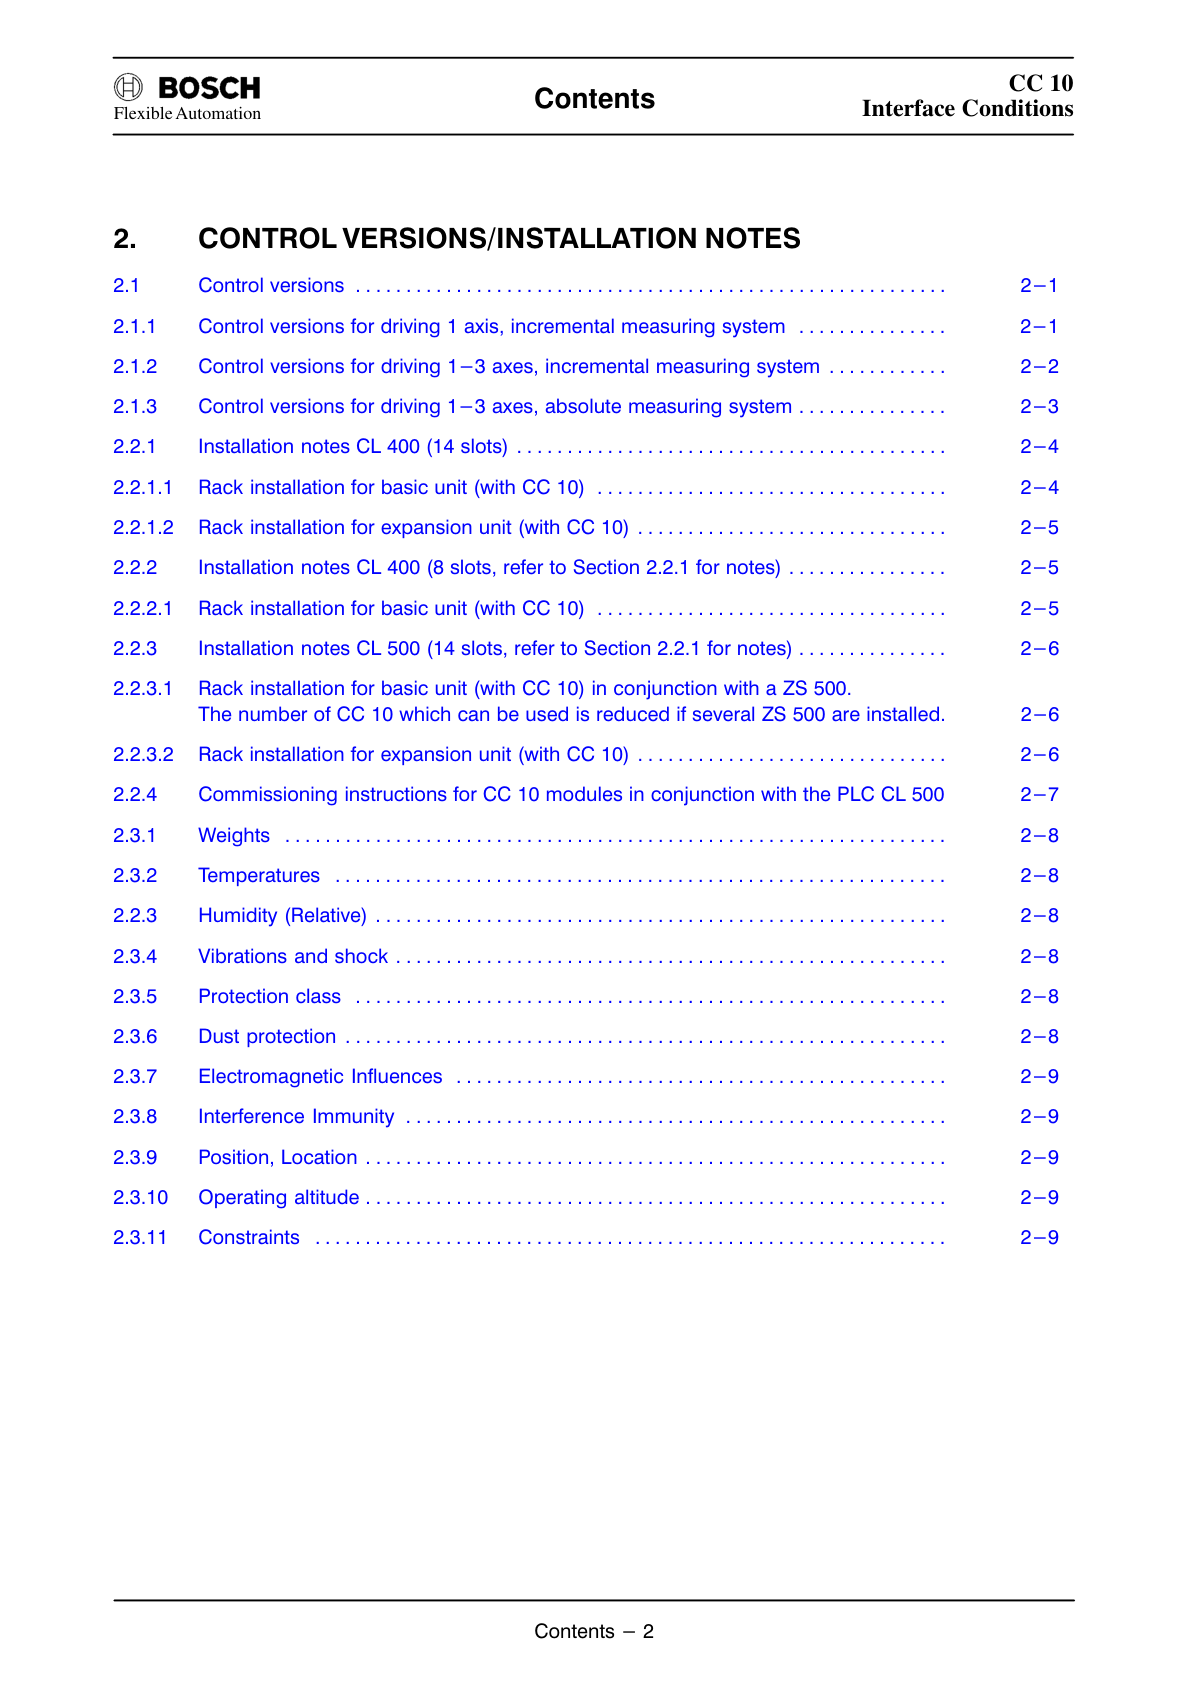 BOSCH
Flexible Automation
Contents
CC 10
Interface Conditions
2. CONTROL VERSIONS/INSTALLATION NOTES
2.1 Control versions . . . . . . . . . . . . . . . . . . . . . . . . . . . . . . 2−1
2.1.1 Control versions for driving 1 axis, incremental measuring system . . . . . . . . . . . . . . . 2−1
2.1.2 Control versions for driving 1−3 axes, incremental measuring system . . . . . . . . . . . . 2−2
2.1.3 Control versions for driving 1−3 axes, absolute measuring system . . . . . . . . . . . . . . . 2−3
2.2.1 Installation notes CL 400 (14 slots) . . . . . . . . . . . . . . . . . . . . . . . . . . . . . . 2−4
2.2.1.1 Rack installation for basic unit (with CC 10) . . . . . . . . . . . . . . . . . . . . . . . . . . . . . . 2−4
2.2.1.2 Rack installation for expansion unit (with CC 10) . . . . . . . . . . . . . . . . . . . . . . . . . . . . . . 2−5
2.2.2 Installation notes CL 400 (8 slots, refer to Section 2.2.1 for notes) . . . . . . . . . . . . . . . . 2−5
2.2.2.1 Rack installation for basic unit (with CC 10) . . . . . . . . . . . . . . . . . . . . . . . . . . . . . . 2−5
2.2.3 Installation notes CL 500 (14 slots, refer to Section 2.2.1 for notes) . . . . . . . . . . . . . . . 2−6
2.2.3.1 Rack installation for basic unit (with CC 10) in conjunction with a ZS 500.
The number of CC 10 which can be used is reduced if several ZS 500 are installed. 2−6
2.2.3.2 Rack installation for expansion unit (with CC 10) . . . . . . . . . . . . . . . . . . . . . . . . . . . . . . 2−6
2.2.4 Commissioning instructions for CC 10 modules in conjunction with the PLC CL 500 2−7
2.3.1 Weights . . . . . . . . . . . . . . . . . . . . . . . . . . . . . . 2−8
2.3.2 Temperatures . . . . . . . . . . . . . . . . . . . . . . . . . . . . . . 2−8
2.2.3 Humidity (Relative) . . . . . . . . . . . . . . . . . . . . . . . . . . . . . . 2−8
2.3.4 Vibrations and shock . . . . . . . . . . . . . . . . . . . . . . . . . . . . . . 2−8
2.3.5 Protection class . . . . . . . . . . . . . . . . . . . . . . . . . . . . . . 2−8
2.3.6 Dust protection . . . . . . . . . . . . . . . . . . . . . . . . . . . . . . 2−8
2.3.7 Electromagnetic Influences . . . . . . . . . . . . . . . . . . . . . . . . . . . . . . 2−9
2.3.8 Interference Immunity . . . . . . . . . . . . . . . . . . . . . . . . . . . . . . 2−9
2.3.9 Position, Location . . . . . . . . . . . . . . . . . . . . . . . . . . . . . . 2−9
2.3.10 Operating altitude . . . . . . . . . . . . . . . . . . . . . . . . . . . . . . 2−9
2.3.11 Constraints . . . . . . . . . . . . . . . . . . . . . . . . . . . . . . 2−9
Contents − 2